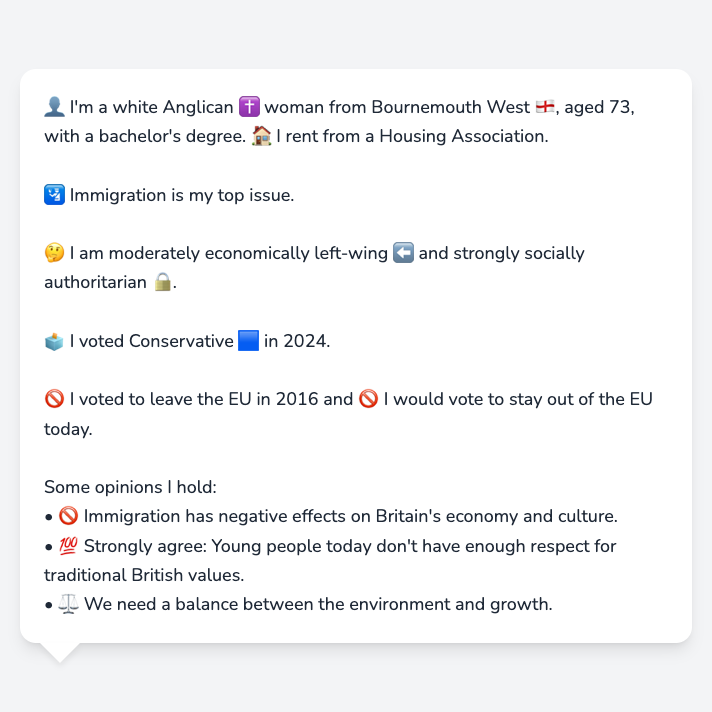 👤 I'm a white Anglican ✝️ woman from Bournemouth West 🏴󠁧󠁢󠁥󠁮󠁧󠁿, aged 73,
with a bachelor's degree. 🏠 I rent from a Housing Association.
🛂 Immigration is my top issue.
🤔 I am moderately economically left-wing ⬅️ and strongly socially
authoritarian 🔒.
🗳️ I voted Conservative 🟦 in 2024.
🚫 I voted to leave the EU in 2016 and 🚫 I would vote to stay out of the EU
today.
Some opinions I hold:
• 🚫 Immigration has negative effects on Britain's economy and culture.
• 💯 Strongly agree: Young people today don't have enough respect for
traditional British values.
• ⚖️ We need a balance between the environment and growth.